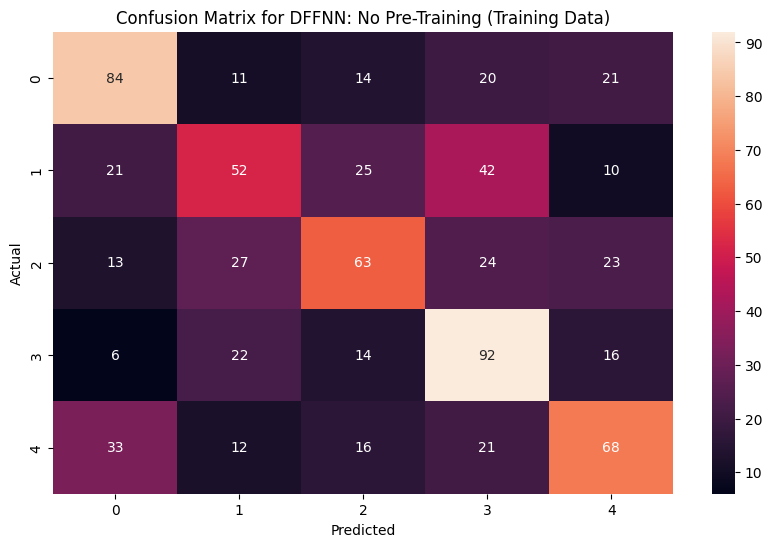 Confusion Matrix for DFFNN: No Pre-Training (Training Data)
Actual
0 84 11 14 20 21
1 21 52 25 42 10
2 13 27 63 24 23
3 6 22 14 92 16
4 33 12 16 21 68
0 1 2 3 4
Predicted
90
80
70
60
50
40
30
20
10